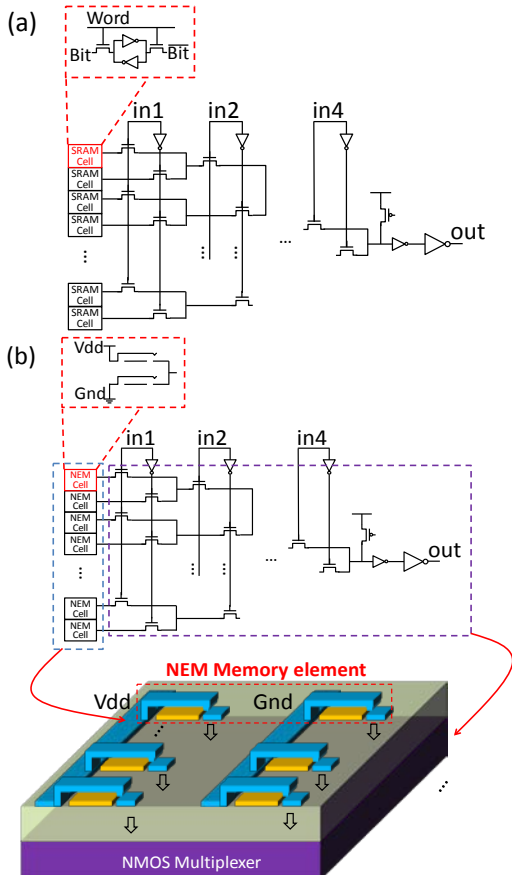 (a)
Word
Bit
Bit
in1 in2 in4
SRAM
Cell
SRAM
Cell
SRAM
Cell
SRAM
Cell
...
...
...
...
out
SRAM
Cell
SRAM
Cell
(b)
Vdd
Gnd
in1 in2 in4
NEM
Cell
NEM
Cell
NEM
Cell
NEM
Cell
...
...
...
...
out
NEM
Cell
NEM
Cell
NEM Memory element
Vdd Gnd
...
...
NMOS Multiplexer